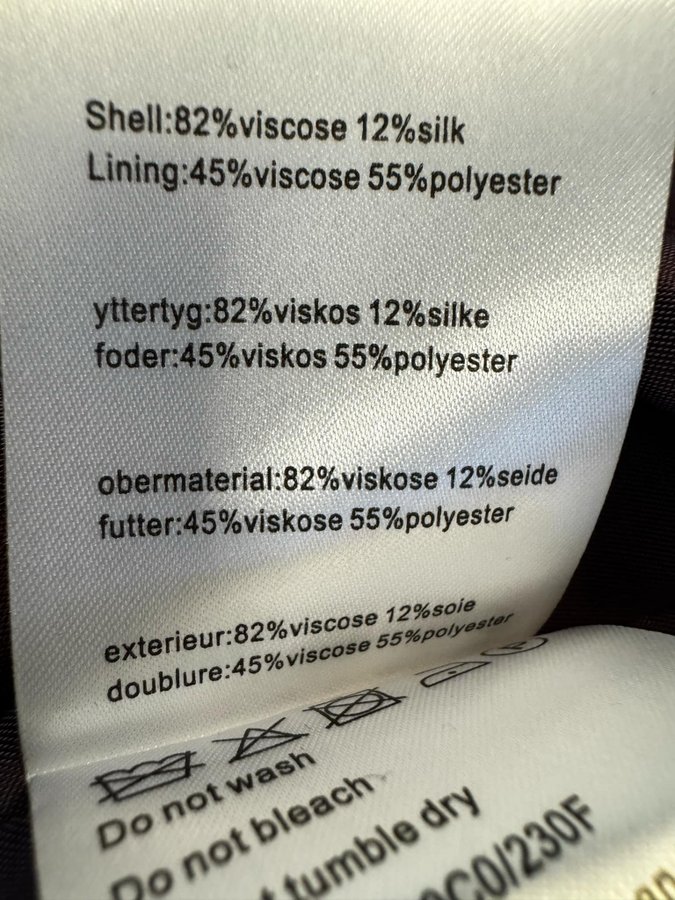 Shell:82%viscose 12%silk
Lining:45%viscose 55%polyester
yttertyg:82%viskos 12%silke
foder:45%viskos 55%polyester
obermaterial:82%viskose 12%seide
futter:45%viskose 55%polyester
exterieur:82%viscose 12%soie
doublure:45%viscose 55%polyester
Do not wash
Do not bleach
tumble dry
0C0/230F